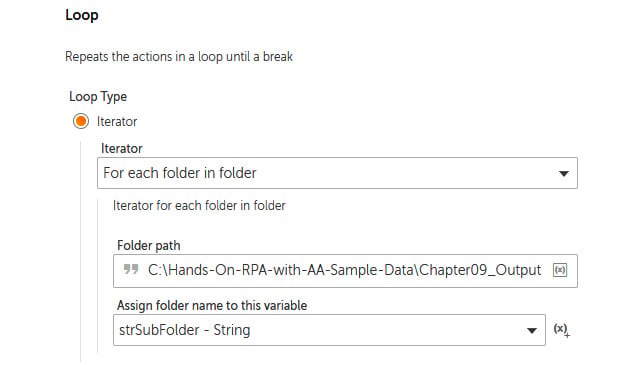 Loop
Repeats the actions in a loop until a break
Loop Type
Iterator
Iterator
For each folder in folder
Iterator for each folder in folder
Folder path
C:\Hands-On-RPA-with-AA-Sample-Data\Chapter09_Output (x)
Assign folder name to this variable
strSubFolder - String (x)+